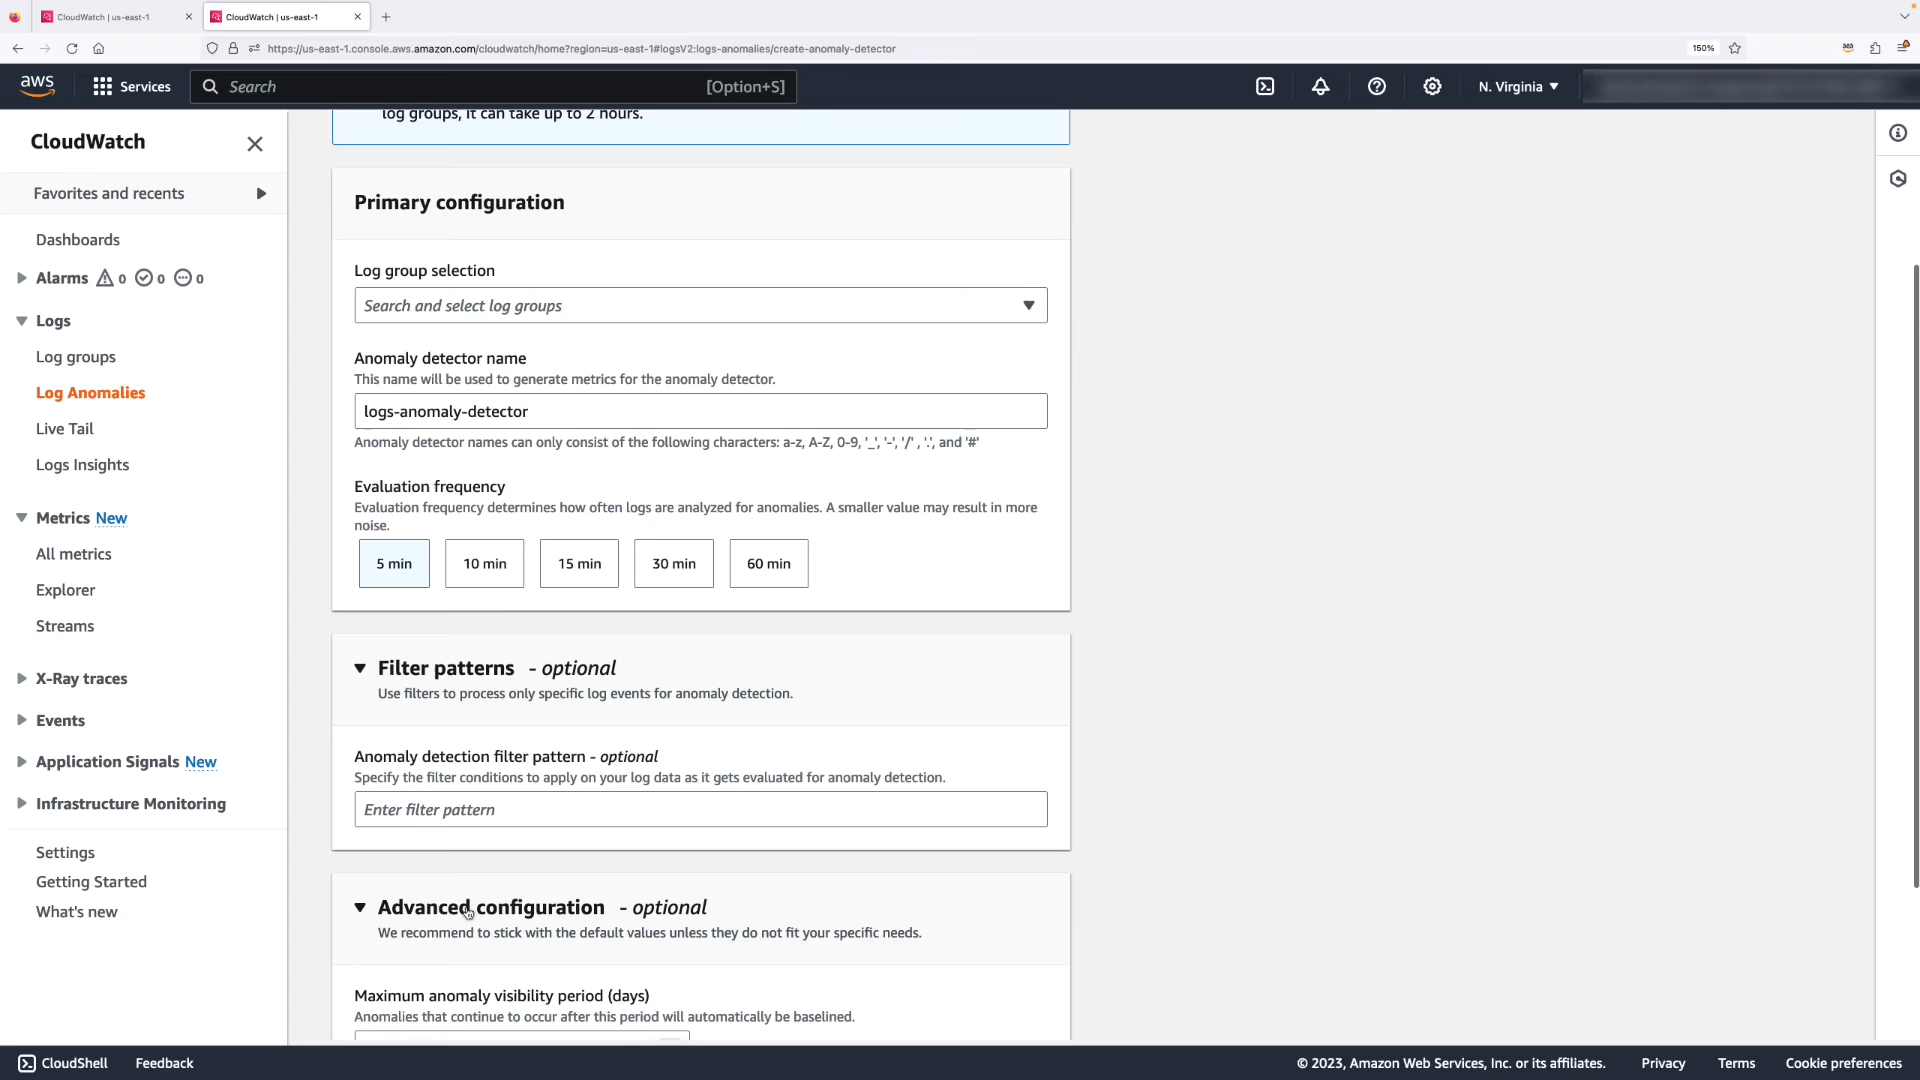 CloudWatch | us-east-1
CloudWatch | us-east-1
https://us-east-1.console.aws.amazon.com/cloudwatch/home?region=us-east-1#logsV2:logs-anomalies/create-anomaly-detector
150%
aws
Services
Search
[Option+S]
N. Virginia
CloudWatch
Favorites and recents
Dashboards
Alarms 0 0 0
Logs
Log groups
Log Anomalies
Live Tail
Logs Insights
Metrics New
All metrics
Explorer
Streams
X-Ray traces
Events
Application Signals New
Infrastructure Monitoring
Settings
Getting Started
What's new
log groups, it can take up to 2 hours.
Primary configuration
Log group selection
Search and select log groups
Anomaly detector name
This name will be used to generate metrics for the anomaly detector.
logs-anomaly-detector
Anomaly detector names can only consist of the following characters: a-z, A-Z, 0-9, '_', '-', '/' , '.', and '#'
Evaluation frequency
Evaluation frequency determines how often logs are analyzed for anomalies. A smaller value may result in more
noise.
5 min
10 min
15 min
30 min
60 min
Filter patterns - optional
Use filters to process only specific log events for anomaly detection.
Anomaly detection filter pattern - optional
Specify the filter conditions to apply on your log data as it gets evaluated for anomaly detection.
Enter filter pattern
Advanced configuration - optional
We recommend to stick with the default values unless they do not fit your specific needs.
Maximum anomaly visibility period (days)
Anomalies that continue to occur after this period will automatically be baselined.
CloudShell
Feedback
© 2023, Amazon Web Services, Inc. or its affiliates.
Privacy
Terms
Cookie preferences